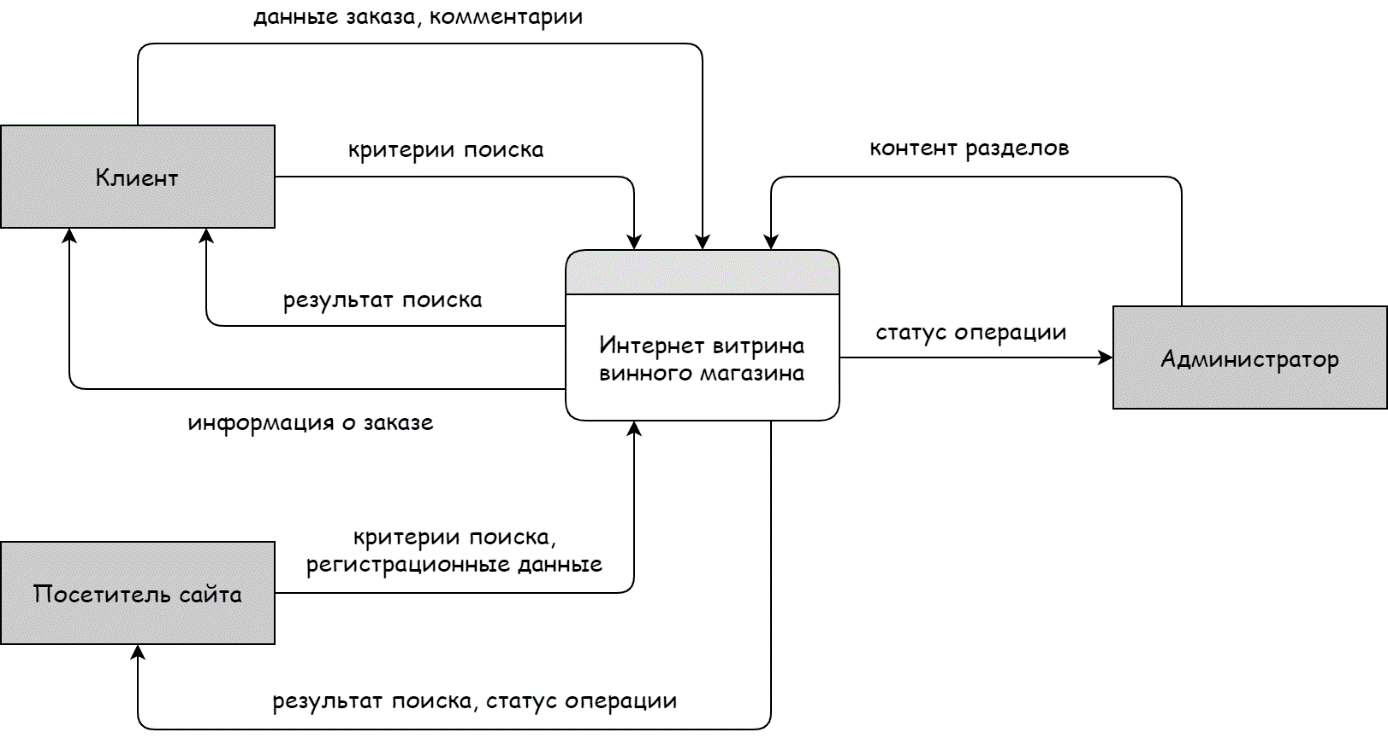 данные заказа, комментарии
критерии поиска
контент разделов
Клиент
результат поиска
статус операции
Интернет витрина
винного магазина
Администратор
информация о заказе
критерии поиска,
регистрационные данные
Посетитель сайта
результат поиска, статус операции